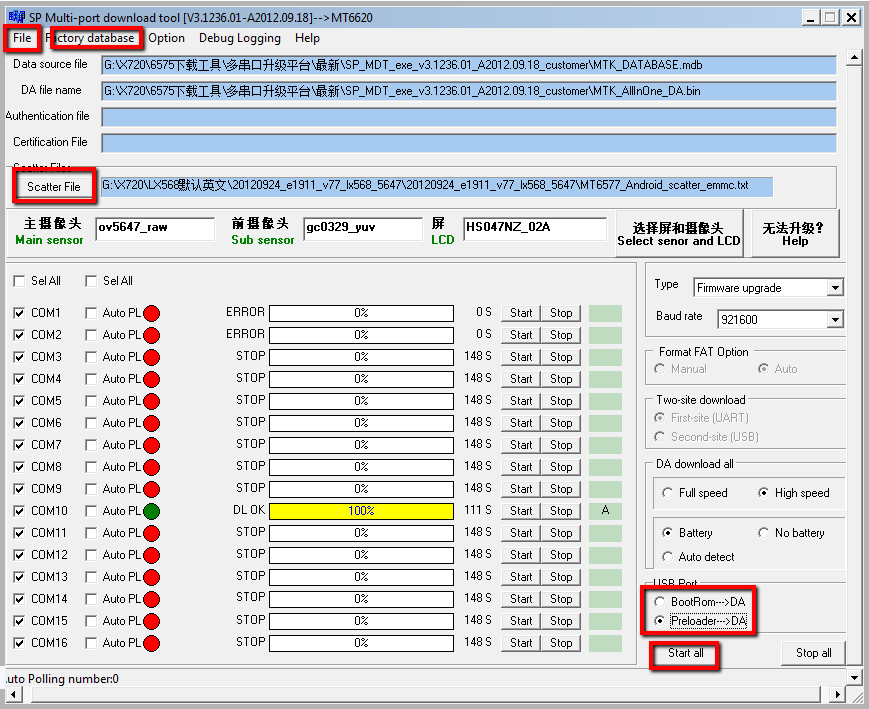 SP Multi-port download tool [V3.1236.01-A2012.09.18]-->MT6620
File Factory database Option Debug Logging Help
Data source file G:\X720\6575下载工具\多串口升级平台\最新\SP_MDT_exe_v3.1236.01_A2012.09.18_customer\MTK_DATABASE.mdb
DA file name G:\X720\6575下载工具\多串口升级平台\最新\SP_MDT_exe_v3.1236.01_A2012.09.18_customer\MTK_AllInOne_DA.bin
Authentication file
Certification File
Scatter File
Scatter File G:\X720\LX568默认英文\20120924_e1911_v77_lx568_5647\20120924_e1911_v77_lx568_5647\MT6577_Android_scatter_emmc.txt
主摄像头 ov5647_raw 前摄像头 gc0329_yuv 屏 HS047NZ_02A 选择屏和摄像头 无法升级?
Main sensor Sub sensor LCD Select senor and LCD Help
Sel All Sel All
COM1 Auto PL ERROR 0% 0 S Start Stop
COM2 Auto PL ERROR 0% 0 S Start Stop
COM3 Auto PL STOP 0% 148 S Start Stop
COM4 Auto PL STOP 0% 148 S Start Stop
COM5 Auto PL STOP 0% 148 S Start Stop
COM6 Auto PL STOP 0% 148 S Start Stop
COM7 Auto PL STOP 0% 148 S Start Stop
COM8 Auto PL STOP 0% 148 S Start Stop
COM9 Auto PL STOP 0% 148 S Start Stop
COM10 Auto PL DL OK 100% 111 S Start Stop A
COM11 Auto PL STOP 0% 148 S Start Stop
COM12 Auto PL STOP 0% 148 S Start Stop
COM13 Auto PL STOP 0% 148 S Start Stop
COM14 Auto PL STOP 0% 148 S Start Stop
COM15 Auto PL STOP 0% 148 S Start Stop
COM16 Auto PL STOP 0% 148 S Start Stop
Type Firmware upgrade
Baud rate 921600
Format FAT Option
Manual Auto
Two-site download
First-site (UART)
Second-site (USB)
DA download all
Full speed High speed
Battery No battery
Auto detect
USB Port
BootRom--->DA
Preloader--->DA
Start all Stop all
uto Polling number:0